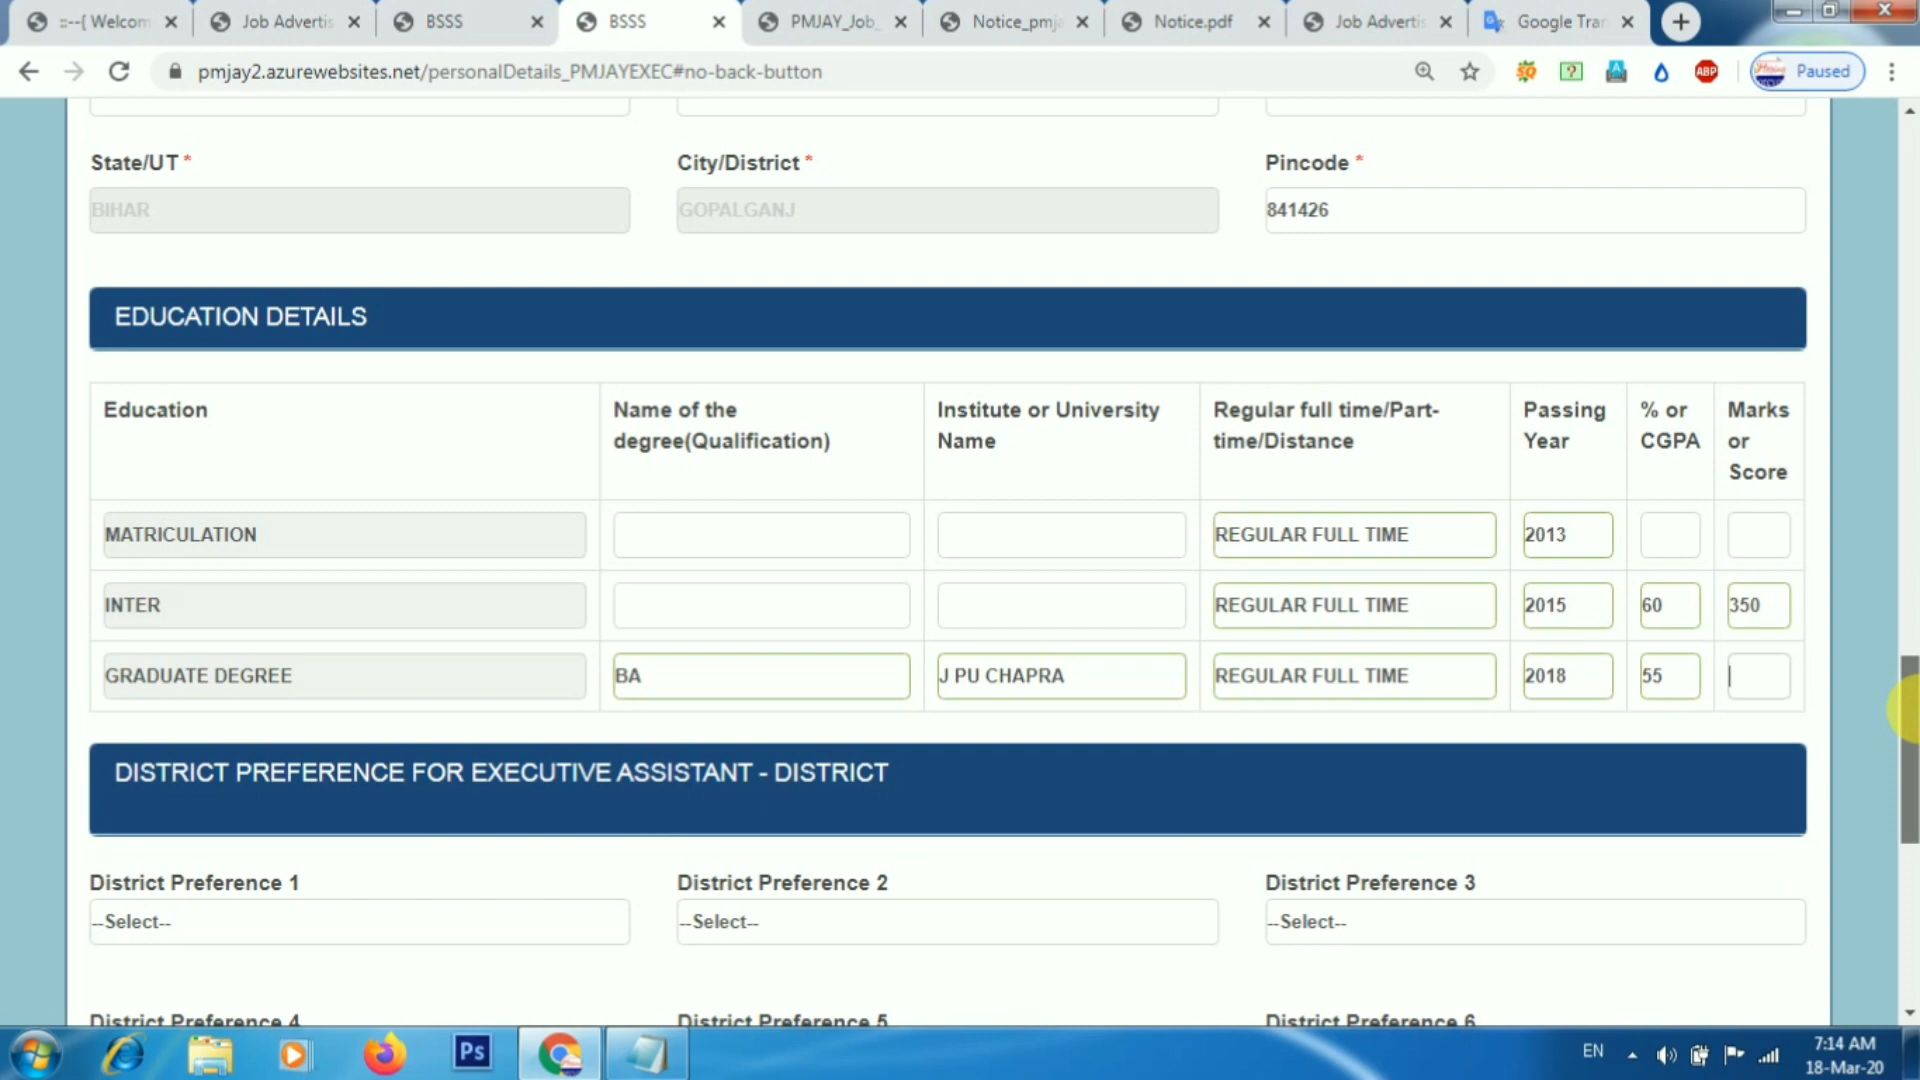 ::--{ Welcom
Job Advertis
BSSS
BSSS
PMJAY_Job_
Notice_pmja
Notice.pdf
Job Advertis
Google Tran
pmjay2.azurewebsites.net/personalDetails_PMJAYEXEC#no-back-button
ABP
Paused
State/UT *
City/District *
Pincode *
BIHAR
GOPALGANJ
841426
EDUCATION DETAILS
Education
Name of the
degree(Qualification)
Institute or University
Name
Regular full time/Part-
time/Distance
Passing
Year
% or
CGPA
Marks
or
Score
MATRICULATION
REGULAR FULL TIME
2013
INTER
REGULAR FULL TIME
2015
60
350
GRADUATE DEGREE
BA
J PU CHAPRA
REGULAR FULL TIME
2018
55
DISTRICT PREFERENCE FOR EXECUTIVE ASSISTANT - DISTRICT
District Preference 1
District Preference 2
District Preference 3
--Select--
--Select--
--Select--
District Preference 4
District Preference 5
District Preference 6
Ps
EN
7:14 AM
18-Mar-20